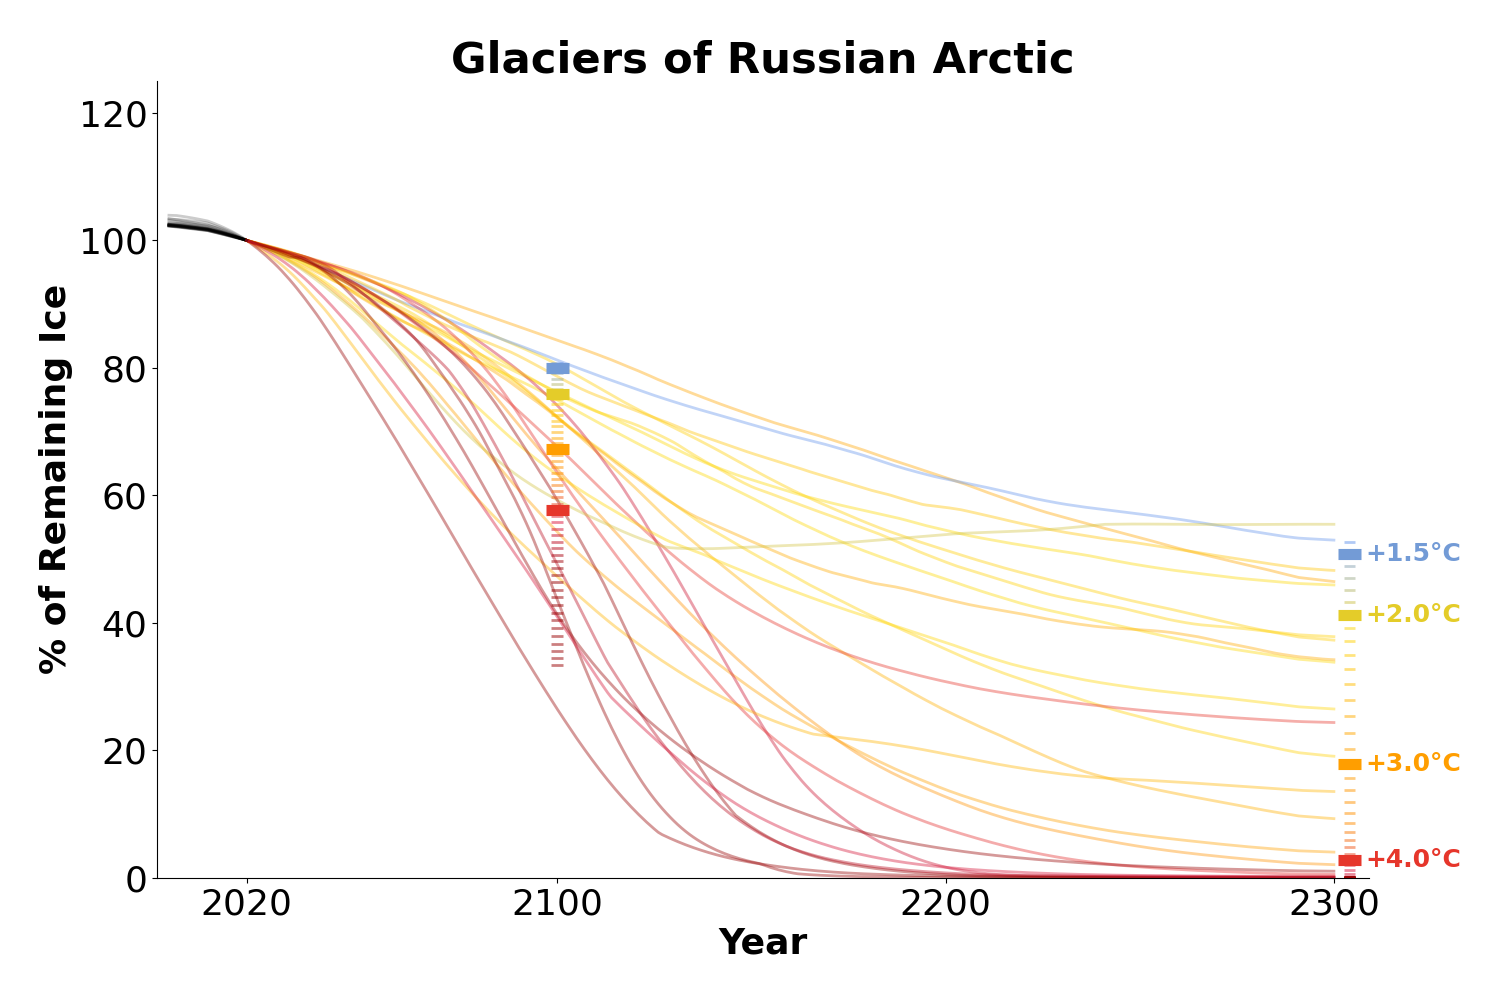 Glaciers of Russian Arctic
% of Remaining Ice
120
100
80
60
40
20
0
+1.5°C
+2.0°C
+3.0°C
+4.0°C
2020
2100
2200
2300
Year